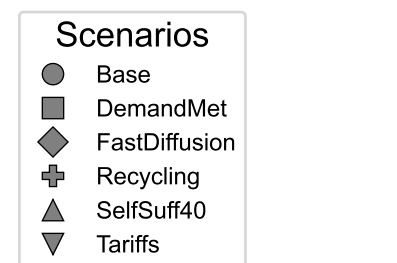 Scenarios
Base
DemandMet
FastDiffusion
Recycling
SelfSuff40
Tariffs